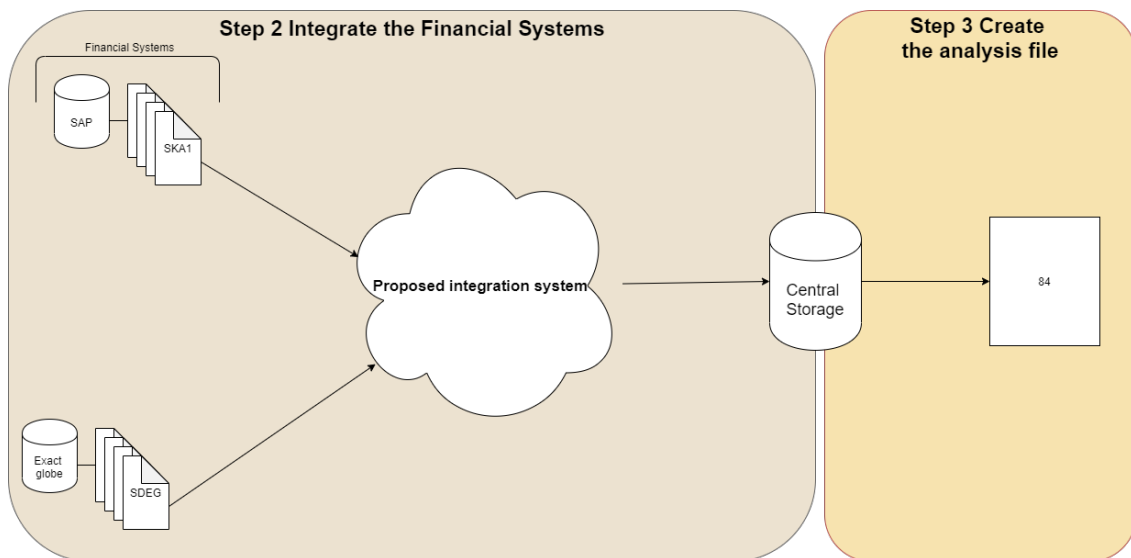 Step 2 Integrate the Financial Systems
Step 3 Create
the analysis file
Financial Systems
SAP
SKA1
Proposed integration system
Central
Storage
84
Exact
globe
SDEG